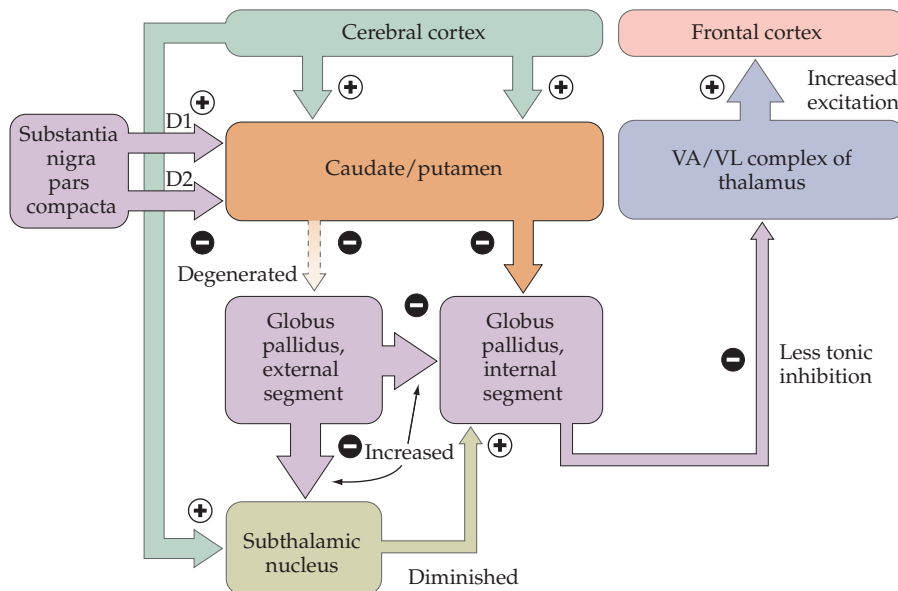 Cerebral cortex
Frontal cortex
Increased
excitation
Substantia
nigra
pars
compacta
D1
D2
Caudate/putamen
VA/VL complex of
thalamus
Degenerated
Globus
pallidus,
external
segment
Globus
pallidus,
internal
segment
Less tonic
inhibition
Increased
Subthalamic
nucleus
Diminished